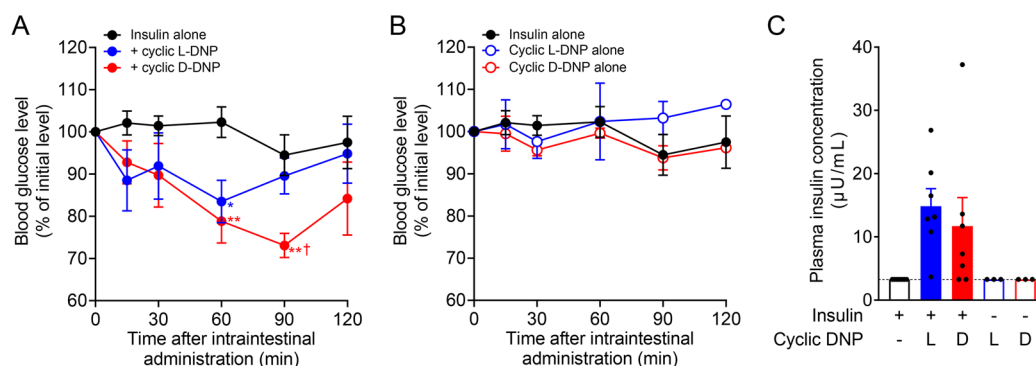 A
Insulin alone
+ cyclic L-DNP
+ cyclic D-DNP
120
110
100
90
80
70
60
Blood glucose level
(% of initial level)
*
**
**†
0
30
60
90
120
Time after intraintestinal
administration (min)
B
Insulin alone
Cyclic L-DNP alone
Cyclic D-DNP alone
120
110
100
90
80
70
60
Blood glucose level
(% of initial level)
0
30
60
90
120
Time after intraintestinal
administration (min)
C
Plasma insulin concentration
(μU/mL)
40
30
20
10
0
Insulin + + + - -
Cyclic DNP - L D L D